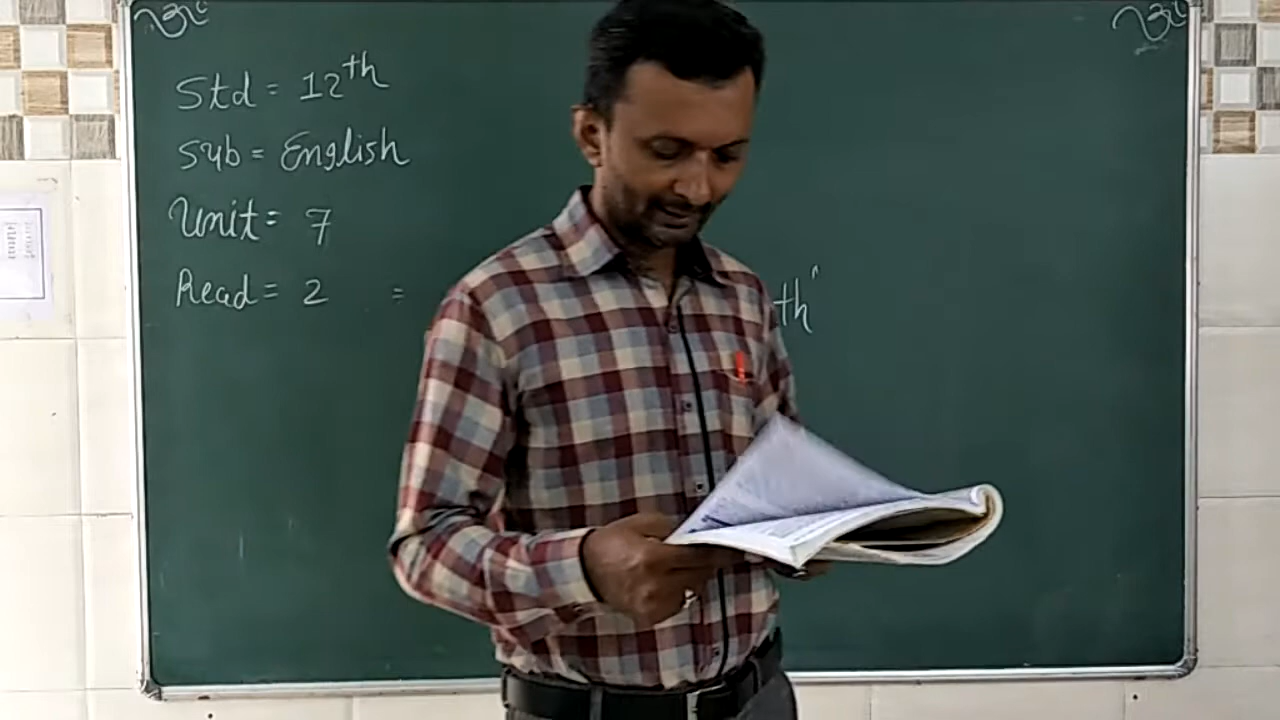 Std = 12th
Sub = English
Unit = 7
Read = 2 = th"